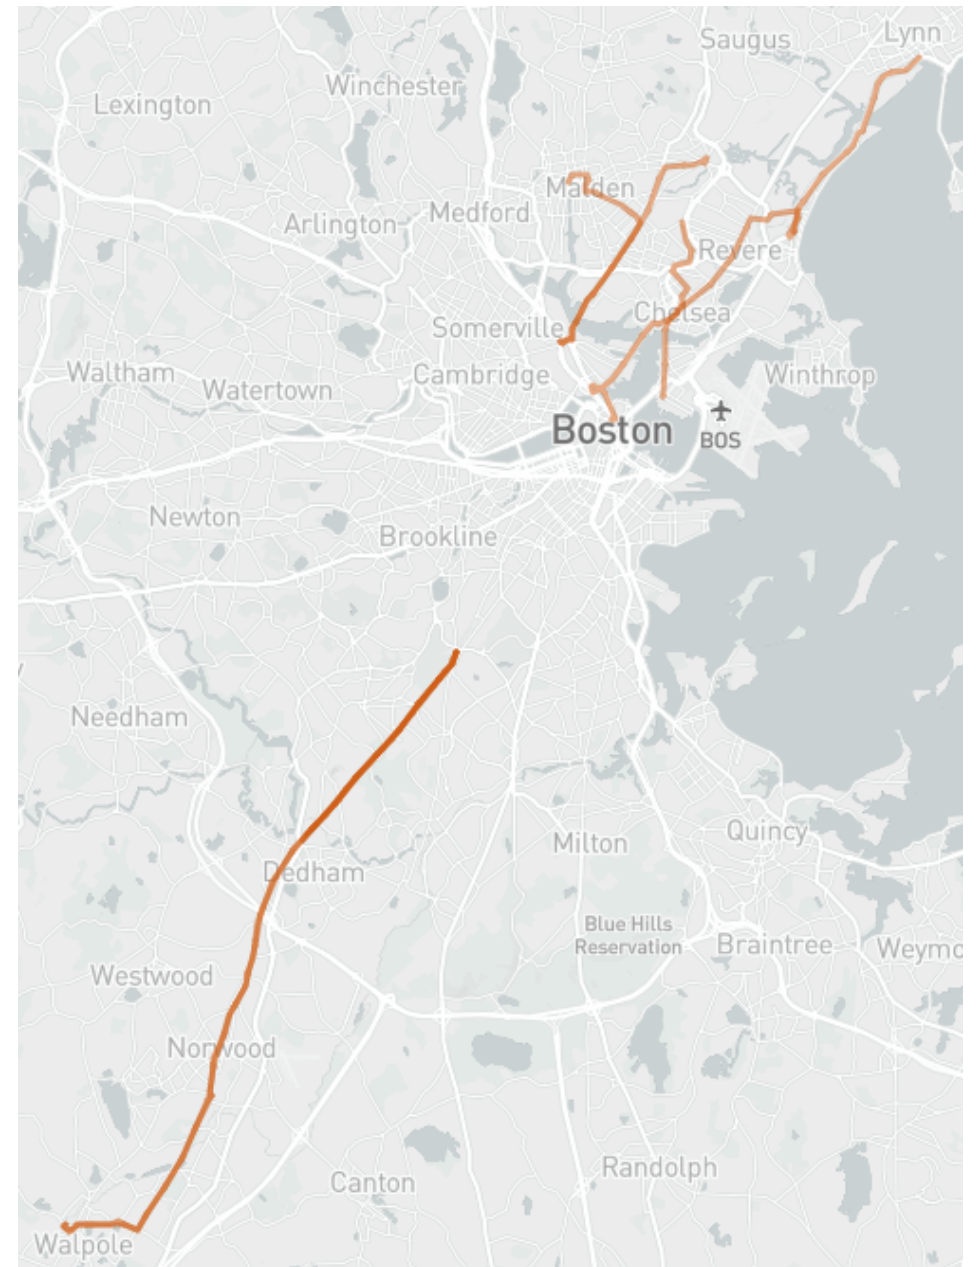 Lynn
Saugus
Winchester
Lexington
Malden
Arlington
Medford
Revere
Chelsea
Somerville
Waltham
Watertown
Cambridge
Winthrop
Boston
BOS
Newton
Brookline
Needham
Quincy
Milton
Dedham
Blue Hills
Reservation
Braintree
Weymo
Westwood
Norwood
Randolph
Canton
Walpole